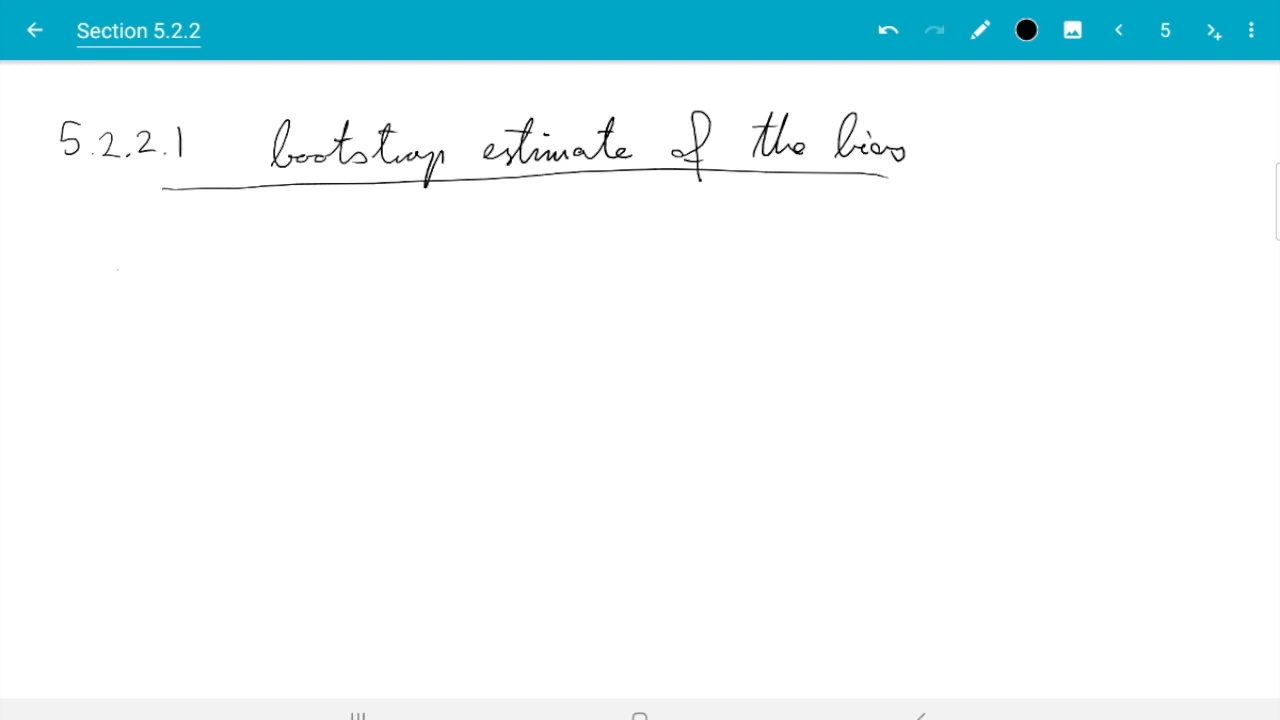 Section 5.2.2
5
5.2.2.1 bootstrap estimate of the bias